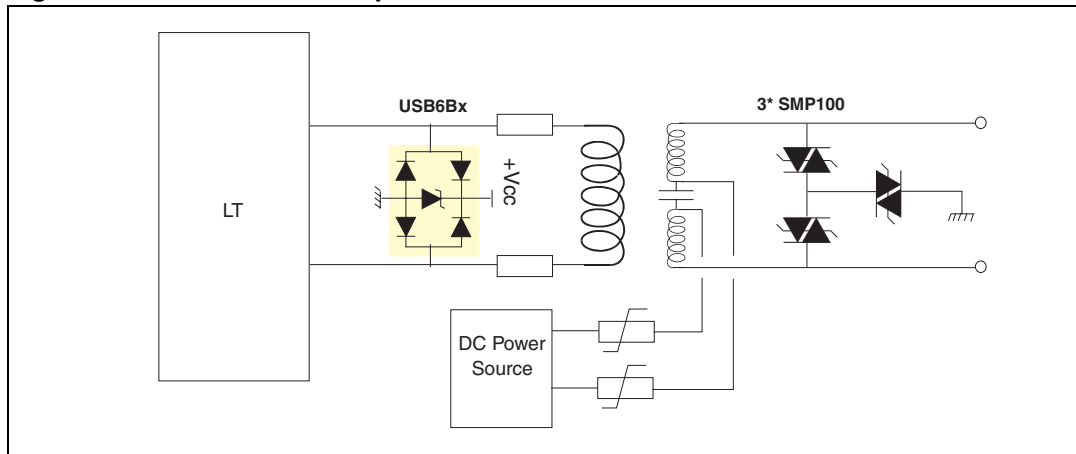 USB6Bx
3* SMP100
+Vcc
LT
DC Power
Source